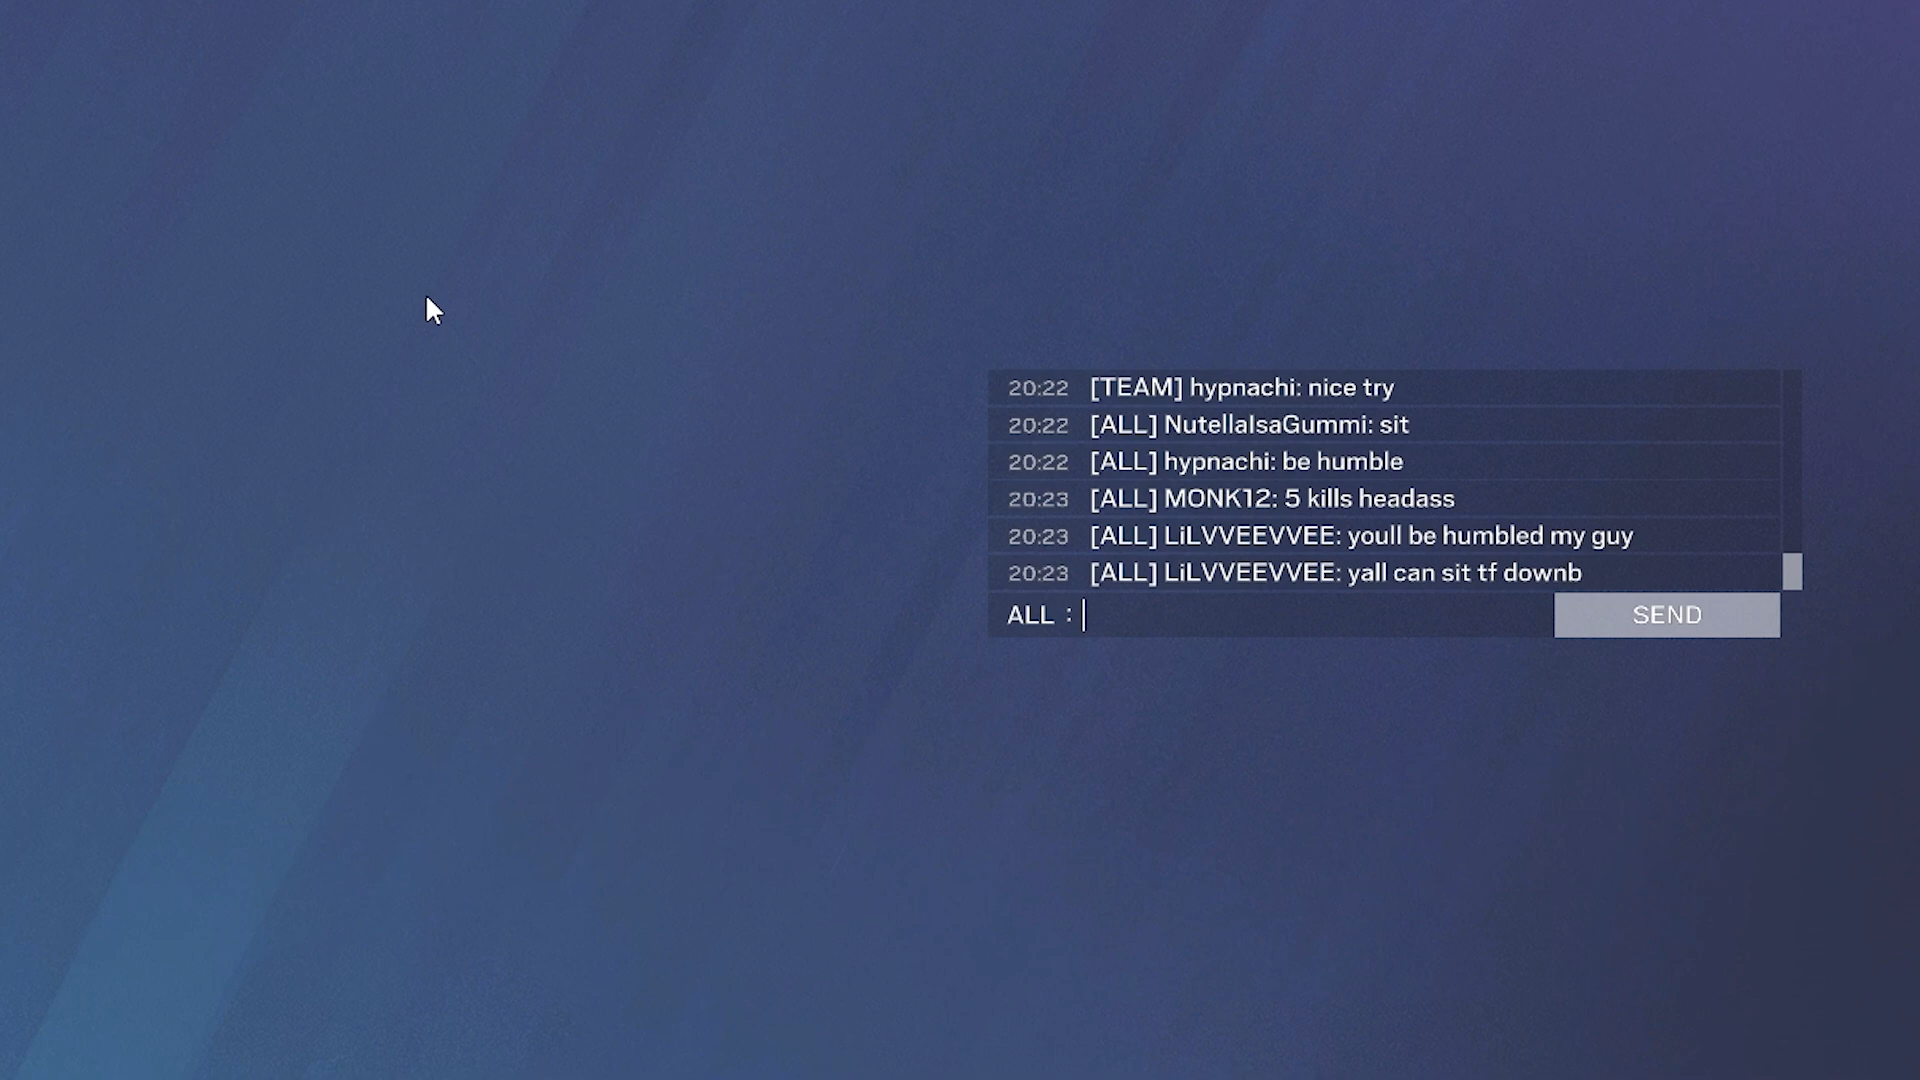 20:22 [TEAM] hypnachi: nice try
20:22 [ALL] NutellaIsaGummi: sit
20:22 [ALL] hypnachi: be humble
20:23 [ALL] MONK12: 5 kills headass
20:23 [ALL] LiLVVEEVVEE: youll be humbled my guy
20:23 [ALL] LiLVVEEVVEE: yall can sit tf downb
ALL : SEND